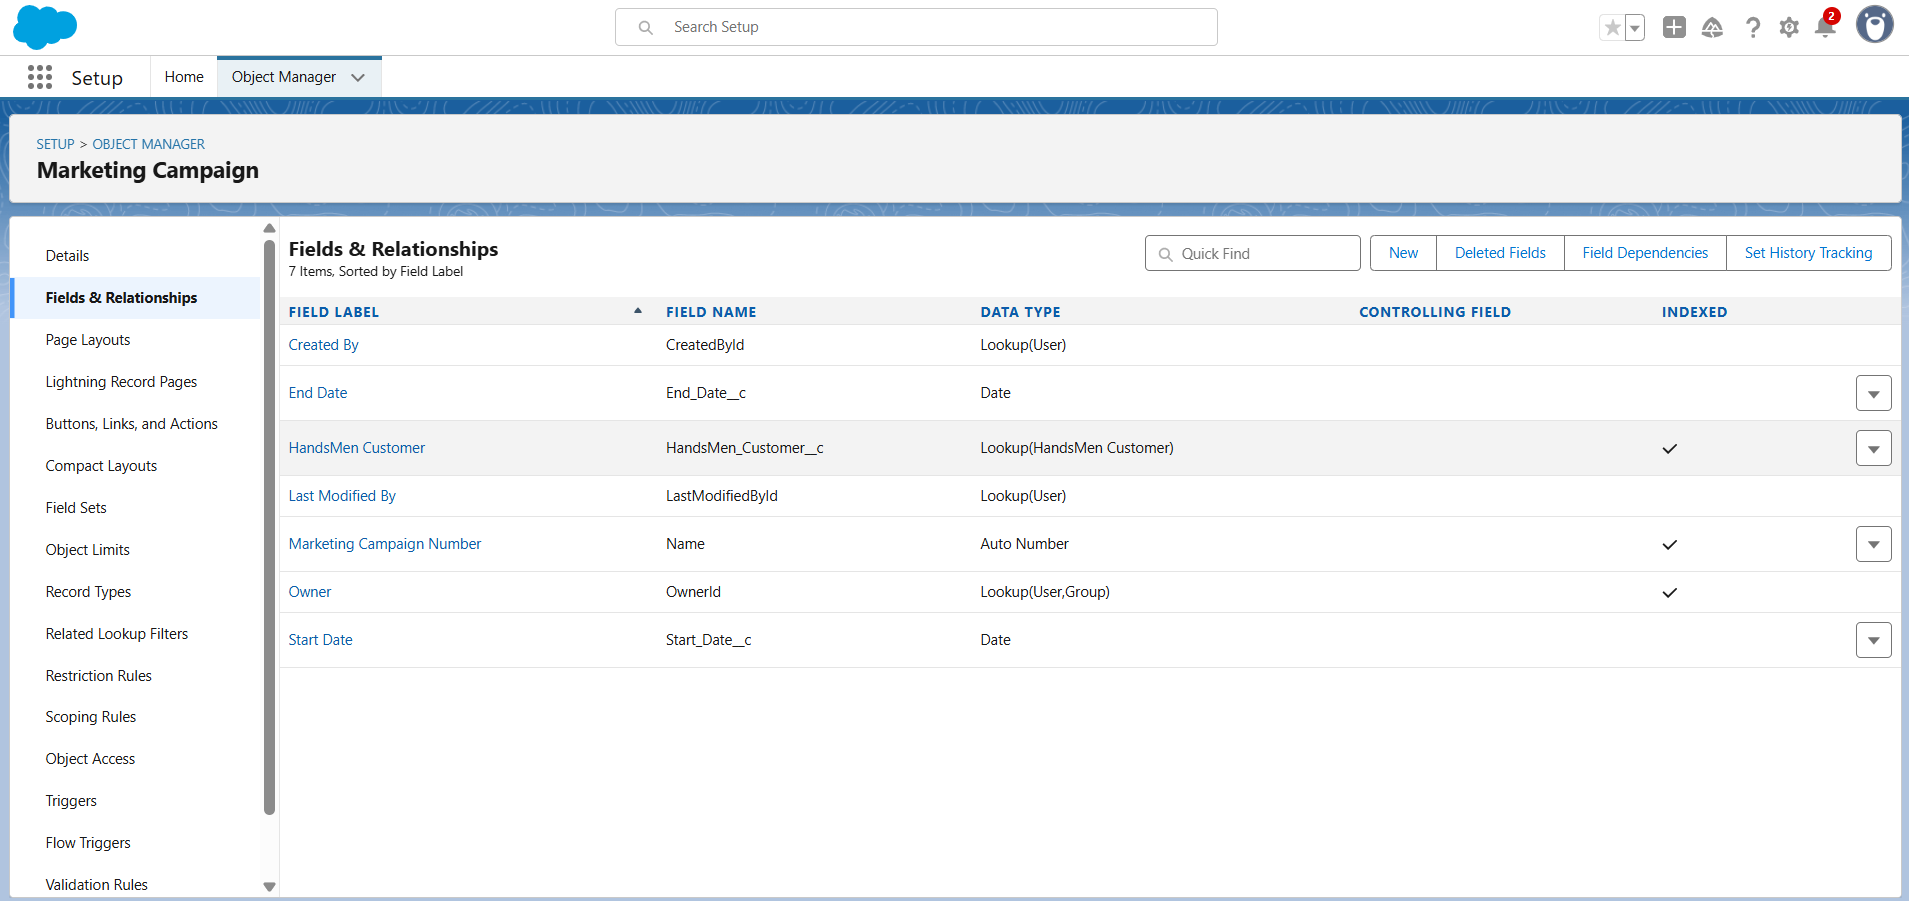 Search Setup
2
Setup
Home
Object Manager
SETUP > OBJECT MANAGER
Marketing Campaign
Details
Fields & Relationships
Page Layouts
Lightning Record Pages
Buttons, Links, and Actions
Compact Layouts
Field Sets
Object Limits
Record Types
Related Lookup Filters
Restriction Rules
Scoping Rules
Object Access
Triggers
Flow Triggers
Validation Rules
Fields & Relationships
7 Items, Sorted by Field Label
Quick Find
New
Deleted Fields
Field Dependencies
Set History Tracking
FIELD LABEL FIELD NAME DATA TYPE CONTROLLING FIELD INDEXED
Created By CreatedById Lookup(User)
End Date End_Date__c Date
HandsMen Customer HandsMen_Customer__c Lookup(HandsMen Customer)
Last Modified By LastModifiedById Lookup(User)
Marketing Campaign Number Name Auto Number
Owner OwnerId Lookup(User,Group)
Start Date Start_Date__c Date